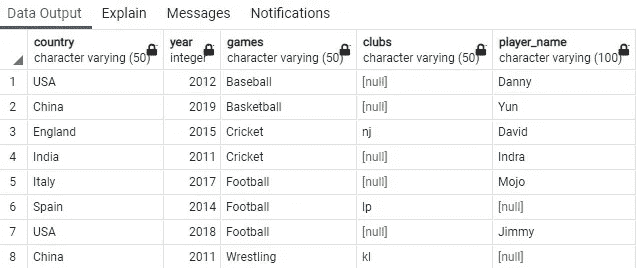 Data Output Explain Messages Notifications
country year games clubs player_name
character varying (50) integer character varying (50) character varying (50) character varying (100)
1 USA 2012 Baseball [null] Danny
2 China 2019 Basketball [null] Yun
3 England 2015 Cricket nj David
4 India 2011 Cricket [null] Indra
5 Italy 2017 Football [null] Mojo
6 Spain 2014 Football lp [null]
7 USA 2018 Football [null] Jimmy
8 China 2011 Wrestling kl [null]